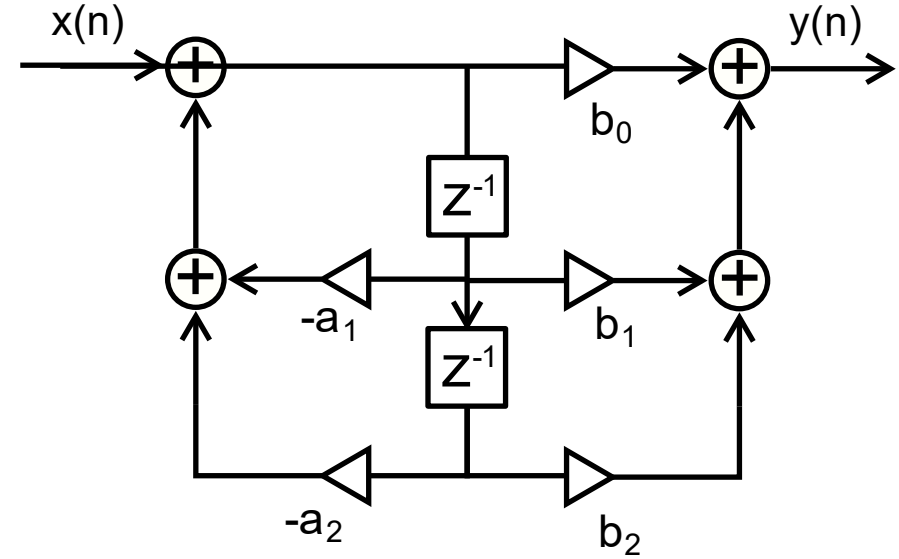 x(n) y(n)
b₀
Z⁻¹
-a₁ b₁
Z⁻¹
-a₂ b₂